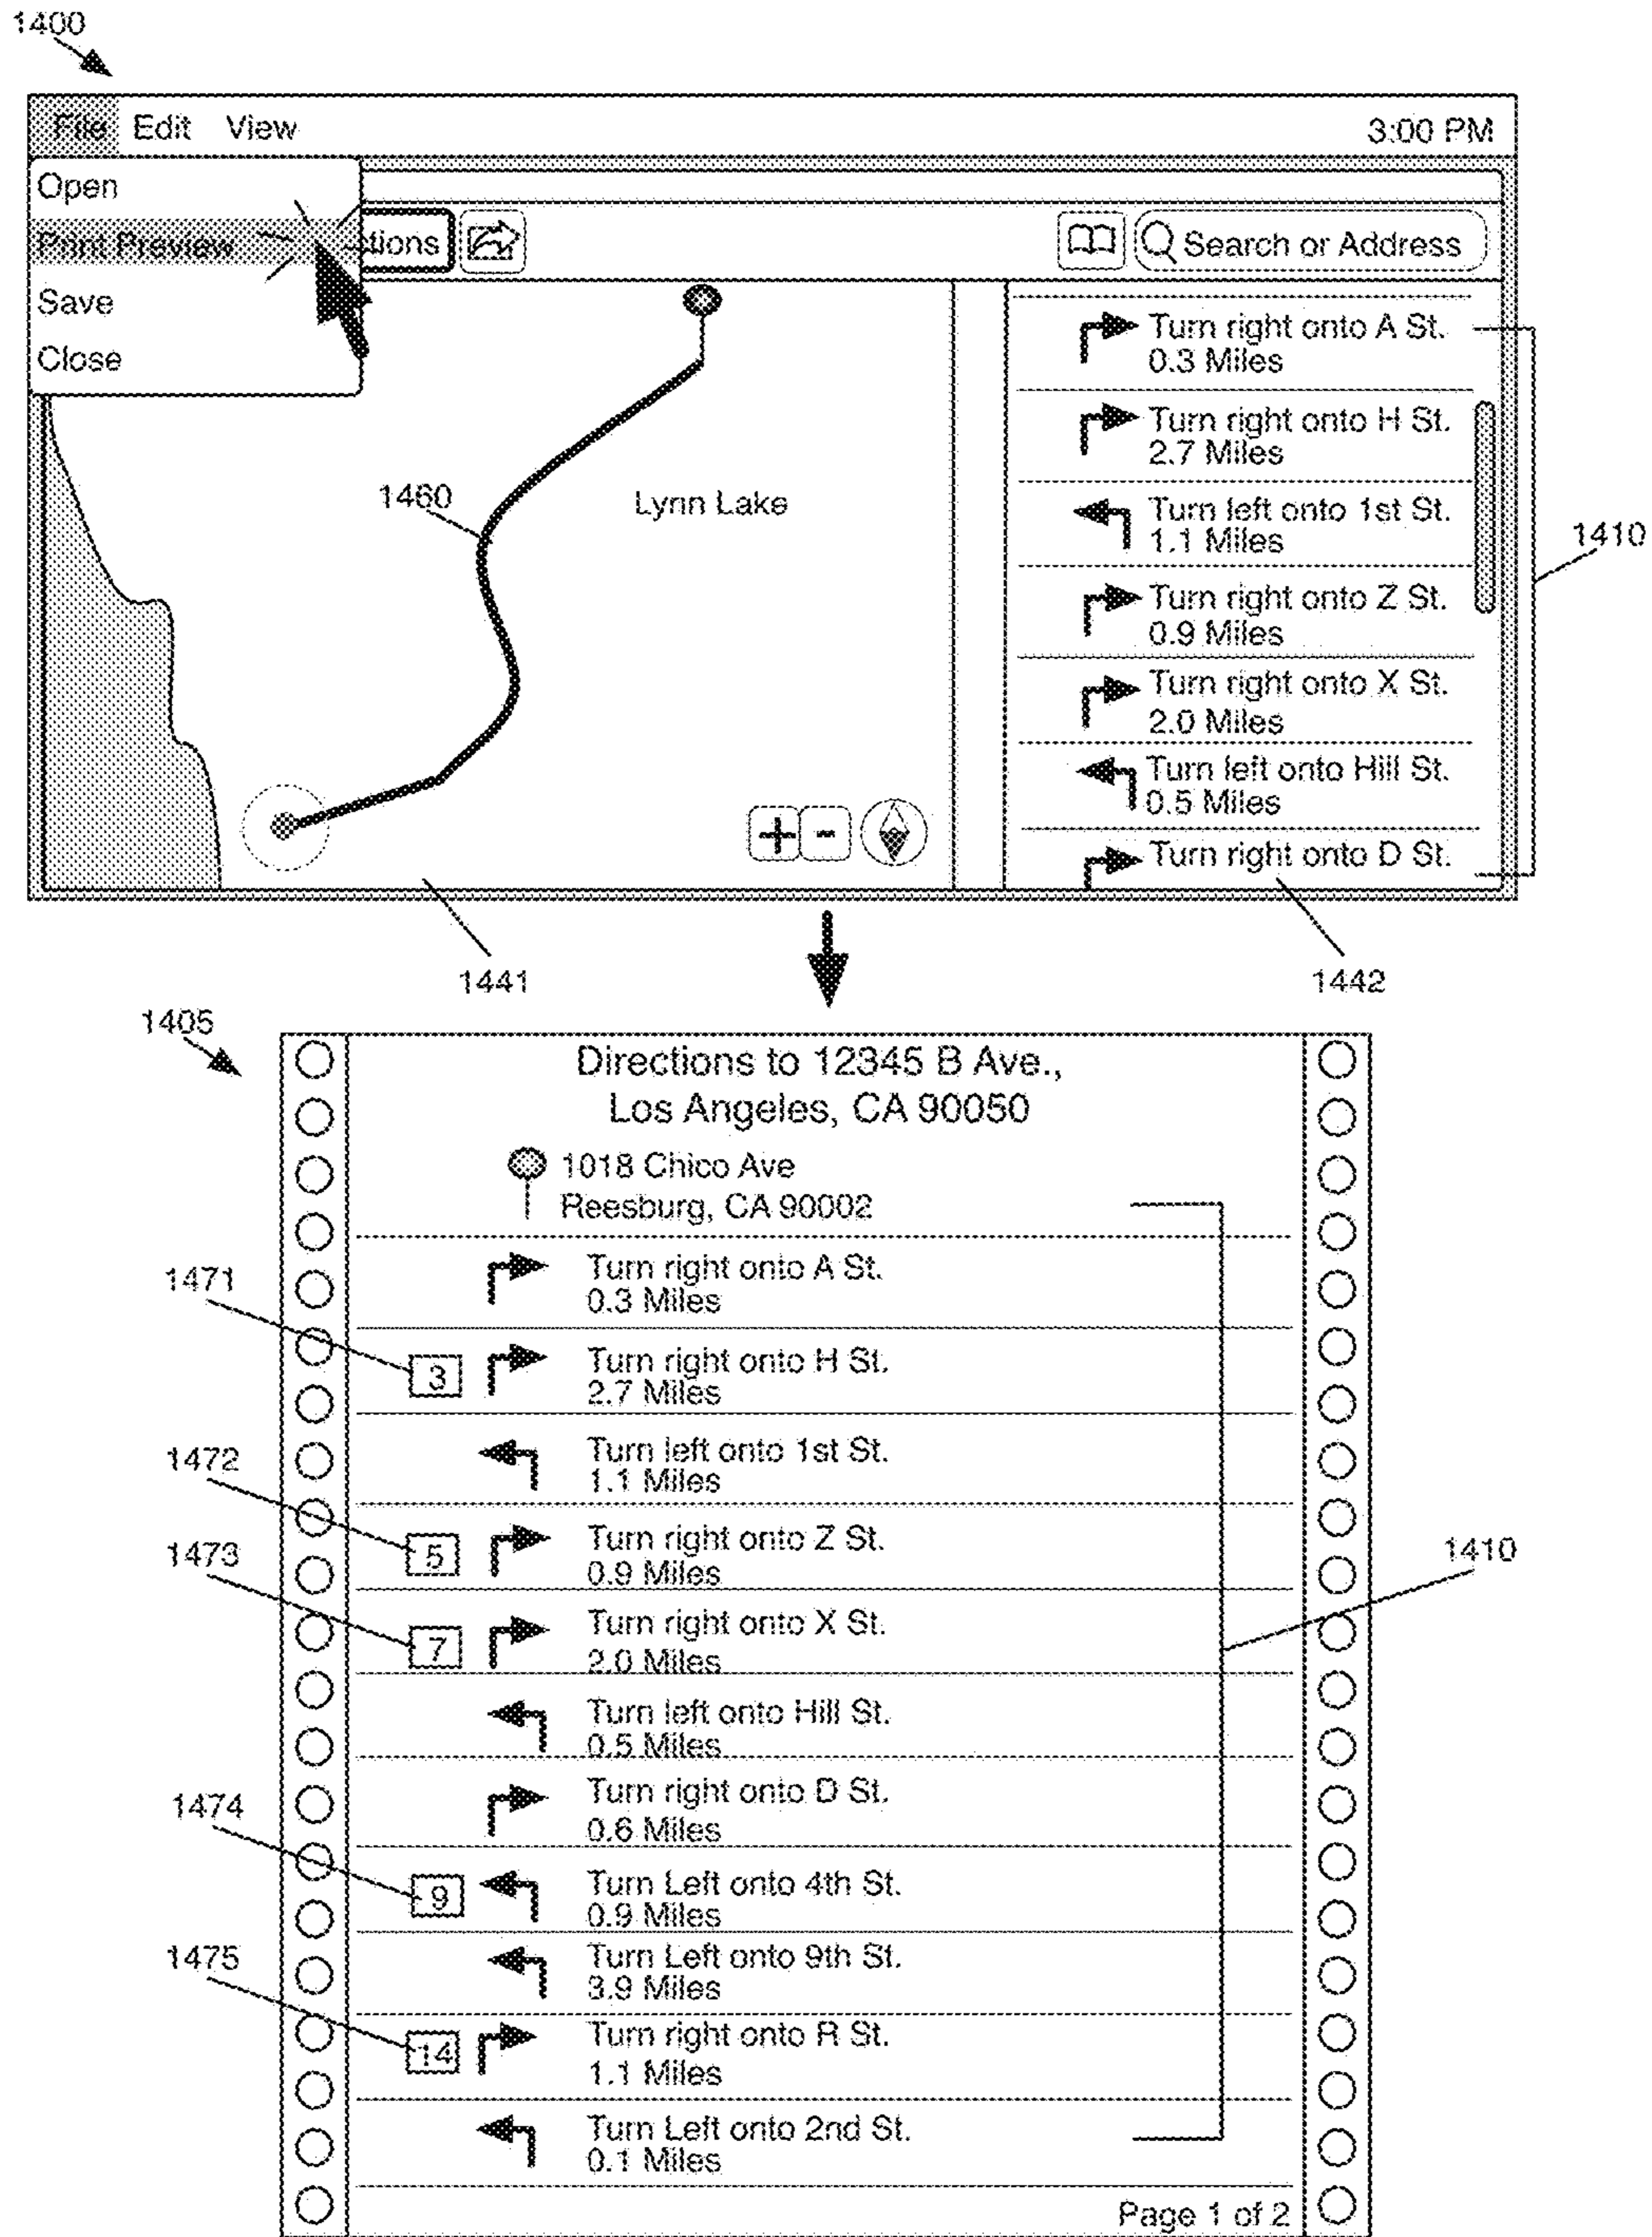 1400
File Edit View 3:00 PM
Open
Print Preview
Save
Close
tions
Search or Address
1460
Lynn Lake
Turn right onto A St.
0.3 Miles
Turn right onto H St.
2.7 Miles
Turn left onto 1st St.
1.1 Miles
Turn right onto Z St.
0.9 Miles
Turn right onto X St.
2.0 Miles
Turn left onto Hill St.
0.5 Miles
Turn right onto D St.
1410
+ -
1441
1442
1405
Directions to 12345 B Ave.,
Los Angeles, CA 90050
1018 Chico Ave
Reesburg, CA 90002
Turn right onto A St.
0.3 Miles
1471
3
Turn right onto H St.
2.7 Miles
Turn left onto 1st St.
1.1 Miles
1472
5
Turn right onto Z St.
0.9 Miles
1473
7
Turn right onto X St.
2.0 Miles
1410
Turn left onto Hill St.
0.5 Miles
Turn right onto D St.
0.6 Miles
1474
9
Turn Left onto 4th St.
0.9 Miles
Turn Left onto 9th St.
3.9 Miles
1475
14
Turn right onto R St.
1.1 Miles
Turn Left onto 2nd St.
0.1 Miles
Page 1 of 2